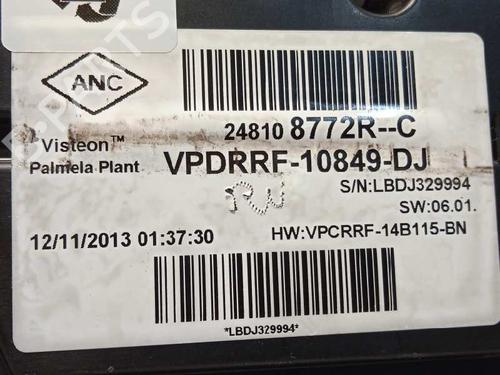 ANC
24810 8772R--C
Visteon™
Palmela Plant
VPDRRF-10849-DJ
S/N:LBDJ329994
SW:06.01.
12/11/2013 01:37:30
HW:VPCRRF-14B115-BN
*LBDJ329994*